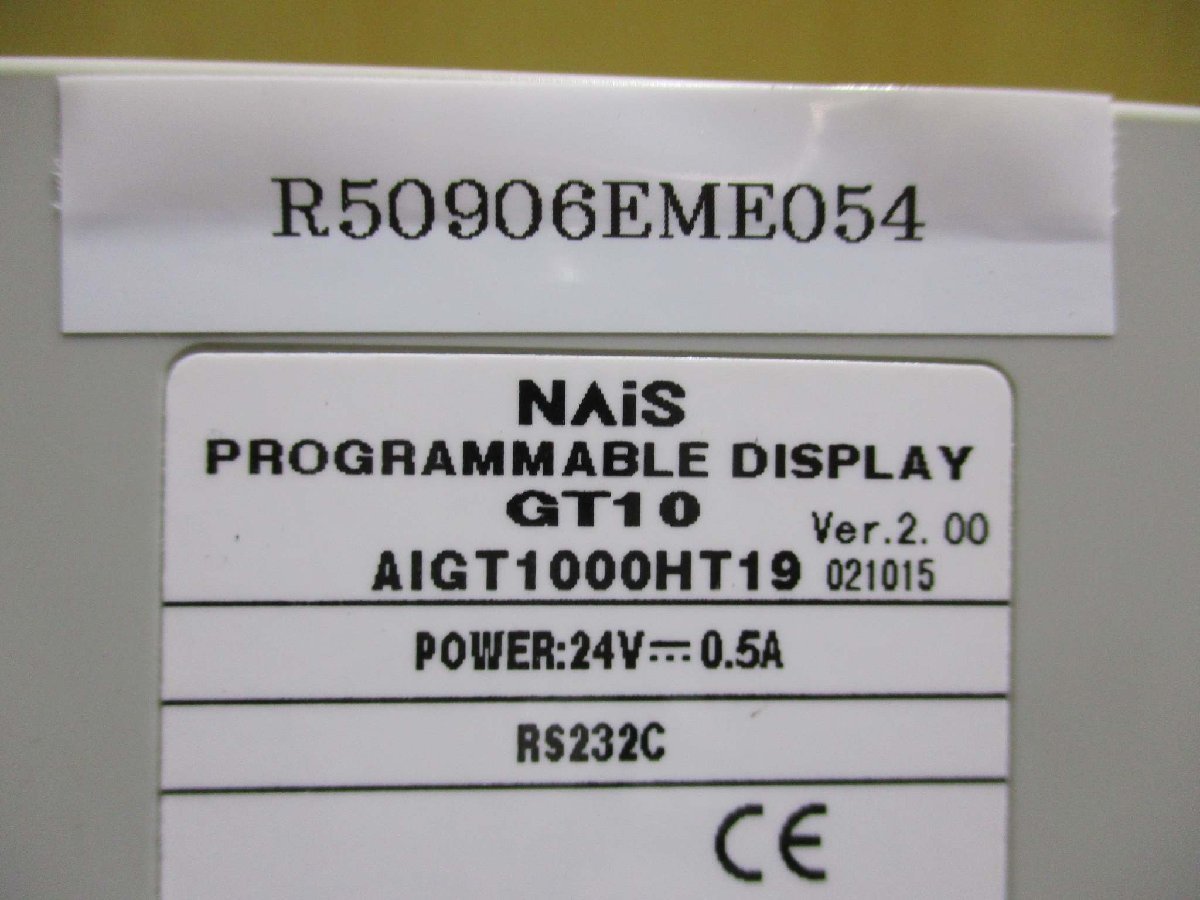 R50906EME054
NAiS
PROGRAMMABLE DISPLAY
GT10
Ver.2.00
AIGT1000HT19 021015
POWER:24V⎓0.5A
RS232C
CE